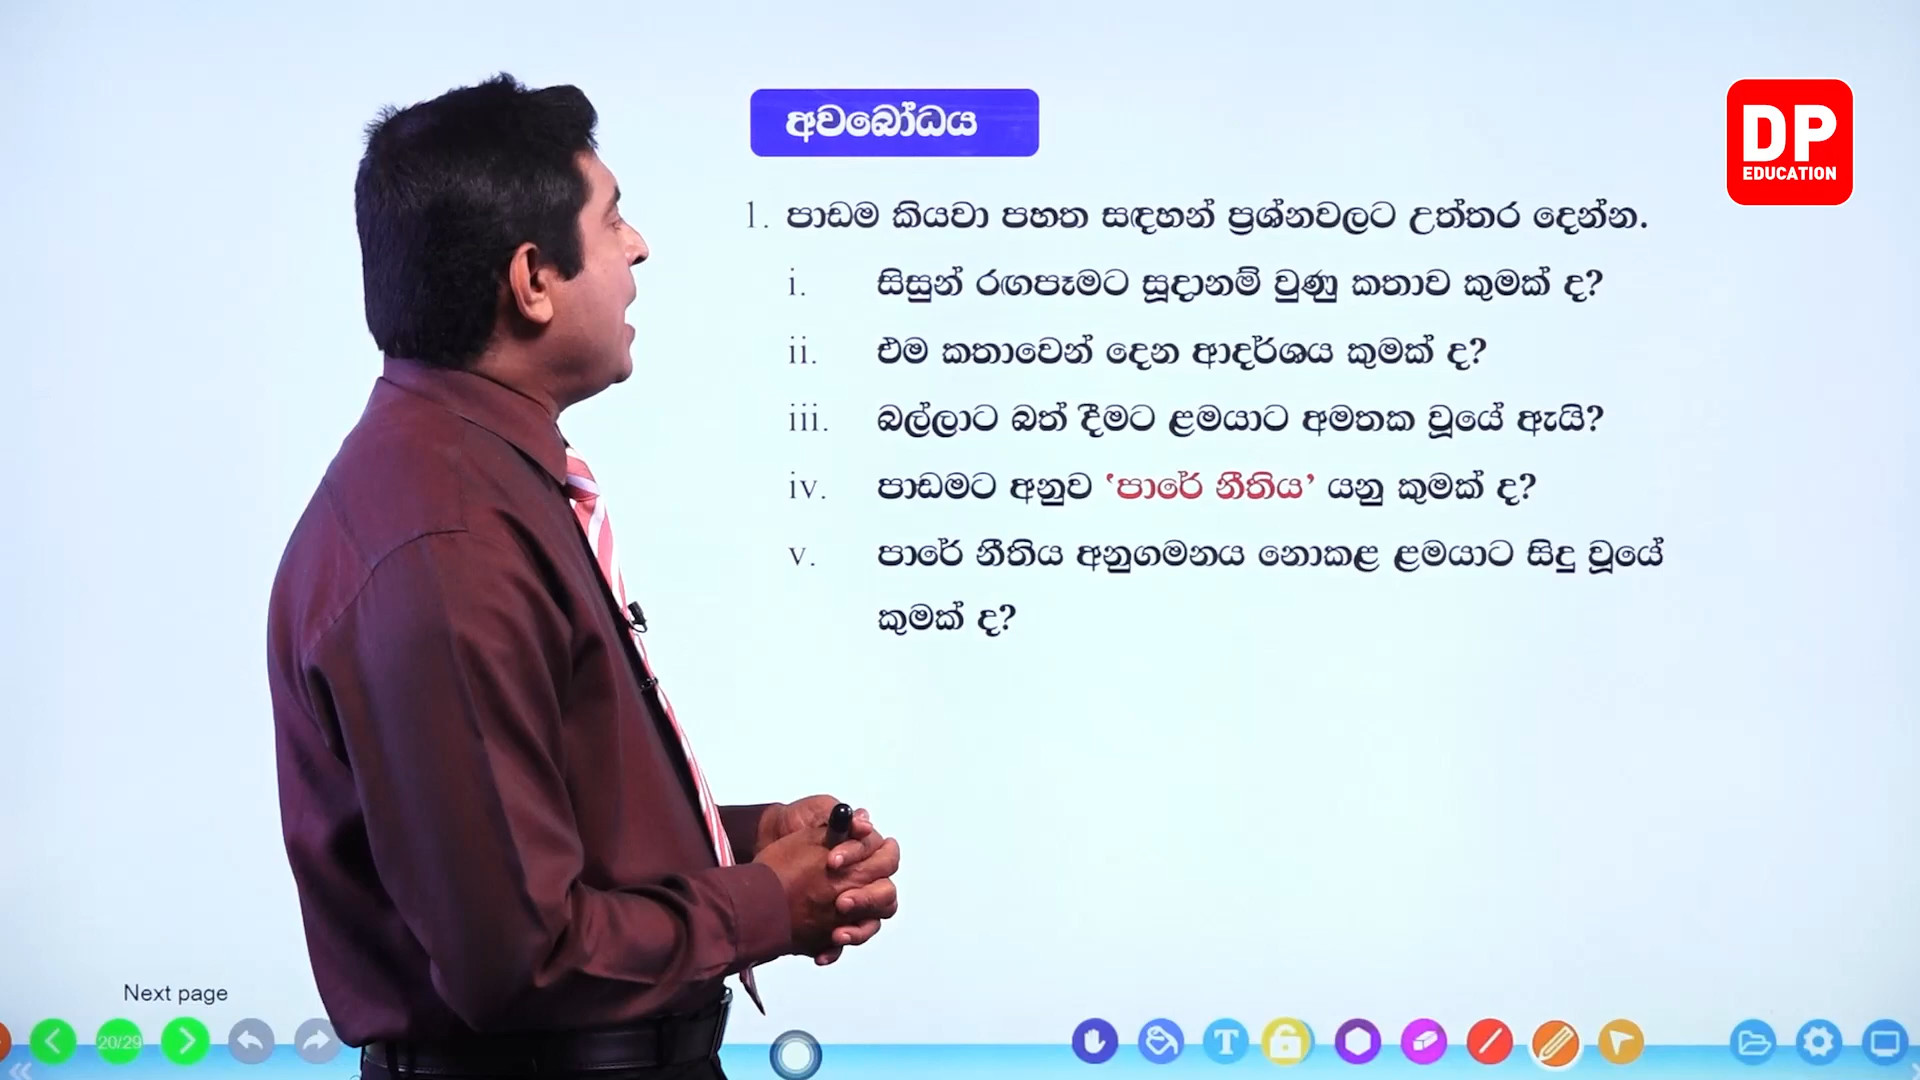 අවබෝධය
DP
EDUCATION
1. පාඩම කියවා පහත සඳහන් ප්‍රශ්නවලට උත්තර දෙන්න.
i. සිසුන් රඟපෑමට සූදානම් වුණු කතාව කුමක් ද?
ii. එම කතාවෙන් දෙන ආදර්ශය කුමක් ද?
iii. බල්ලාට බත් දීමට ළමයාට අමතක වූයේ ඇයි?
iv. පාඩමට අනුව ‘පාරේ නීතිය’ යනු කුමක් ද?
v. පාරේ නීතිය අනුගමනය නොකළ ළමයාට සිදු වූයේ
කුමක් ද?
Next page
20/29
T